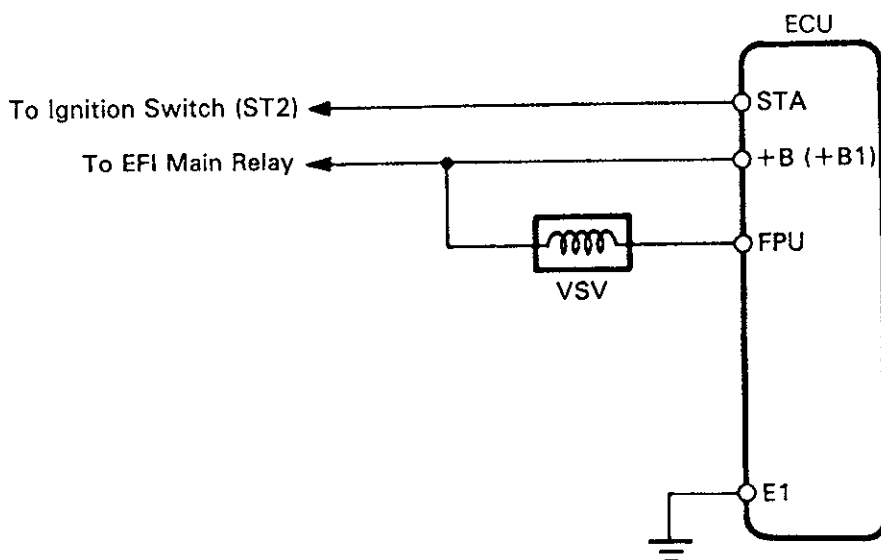 ECU
To Ignition Switch (ST2)
STA
To EFI Main Relay
+B (+B1)
FPU
VSV
E1